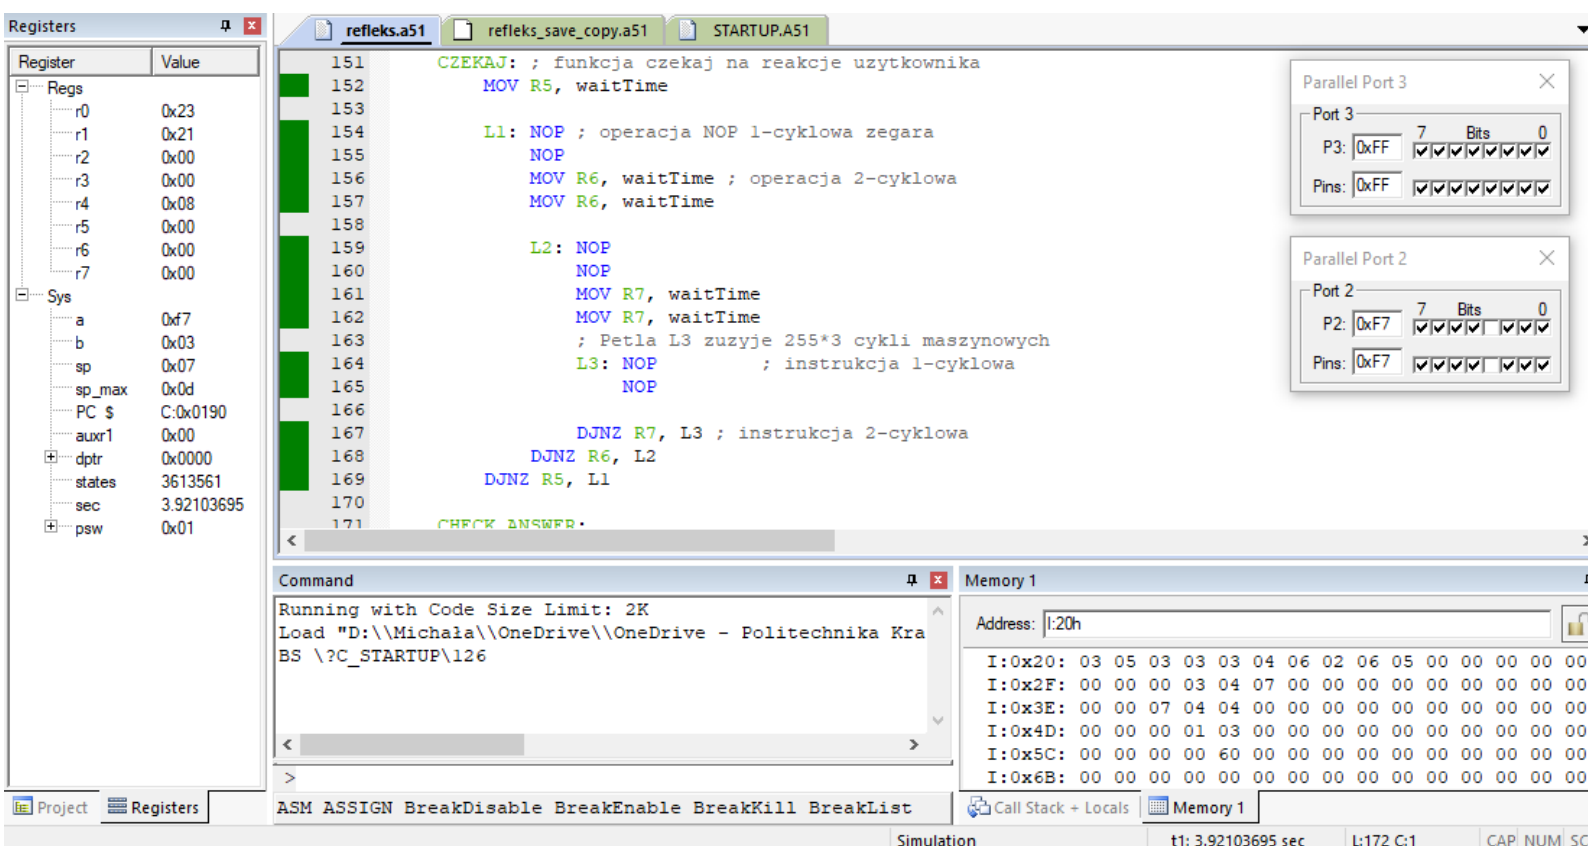 Registers
Register Value
Regs
r0 0x23
r1 0x21
r2 0x00
r3 0x00
r4 0x08
r5 0x00
r6 0x00
r7 0x00
Sys
a 0xf7
b 0x03
sp 0x07
sp_max 0x0d
PC $ C:0x0190
auxr1 0x00
dptr 0x0000
states 3613561
sec 3.92103695
psw 0x01
Project Registers
refleks.a51 refleks_save_copy.a51 STARTUP.A51
151 CZEKAJ: ; funkcja czekaj na reakcje uzytkownika
152 MOV R5, waitTime
153
154 L1: NOP ; operacja NOP 1-cyklowa zegara
155 NOP
156 MOV R6, waitTime ; operacja 2-cyklowa
157 MOV R6, waitTime
158
159 L2: NOP
160 NOP
161 MOV R7, waitTime
162 MOV R7, waitTime
163 ; Petla L3 zuzyje 255*3 cykli maszynowych
164 L3: NOP ; instrukcja 1-cyklowa
165 NOP
166
167 DJNZ R7, L3 ; instrukcja 2-cyklowa
168 DJNZ R6, L2
169 DJNZ R5, L1
170
171 CHECK_ANSWER:
Parallel Port 3
Port 3
7 Bits 0
P3: 0xFF
Pins: 0xFF
Parallel Port 2
Port 2
7 Bits 0
P2: 0xF7
Pins: 0xF7
Command
Running with Code Size Limit: 2K
Load "D:\\Michała\\OneDrive\\OneDrive - Politechnika Kra
BS \?C_STARTUP\126
>
ASM ASSIGN BreakDisable BreakEnable BreakKill BreakList
Memory 1
Address: I:20h
I:0x20: 03 05 03 03 03 04 06 02 06 05 00 00 00 00 00
I:0x2F: 00 00 00 03 04 07 00 00 00 00 00 00 00 00 00
I:0x3E: 00 00 07 04 04 00 00 00 00 00 00 00 00 00 00
I:0x4D: 00 00 00 01 03 00 00 00 00 00 00 00 00 00 00
I:0x5C: 00 00 00 00 60 00 00 00 00 00 00 00 00 00 00
I:0x6B: 00 00 00 00 00 00 00 00 00 00 00 00 00 00 00
Call Stack + Locals Memory 1
Simulation t1: 3.92103695 sec L:172 C:1 CAP NUM SC